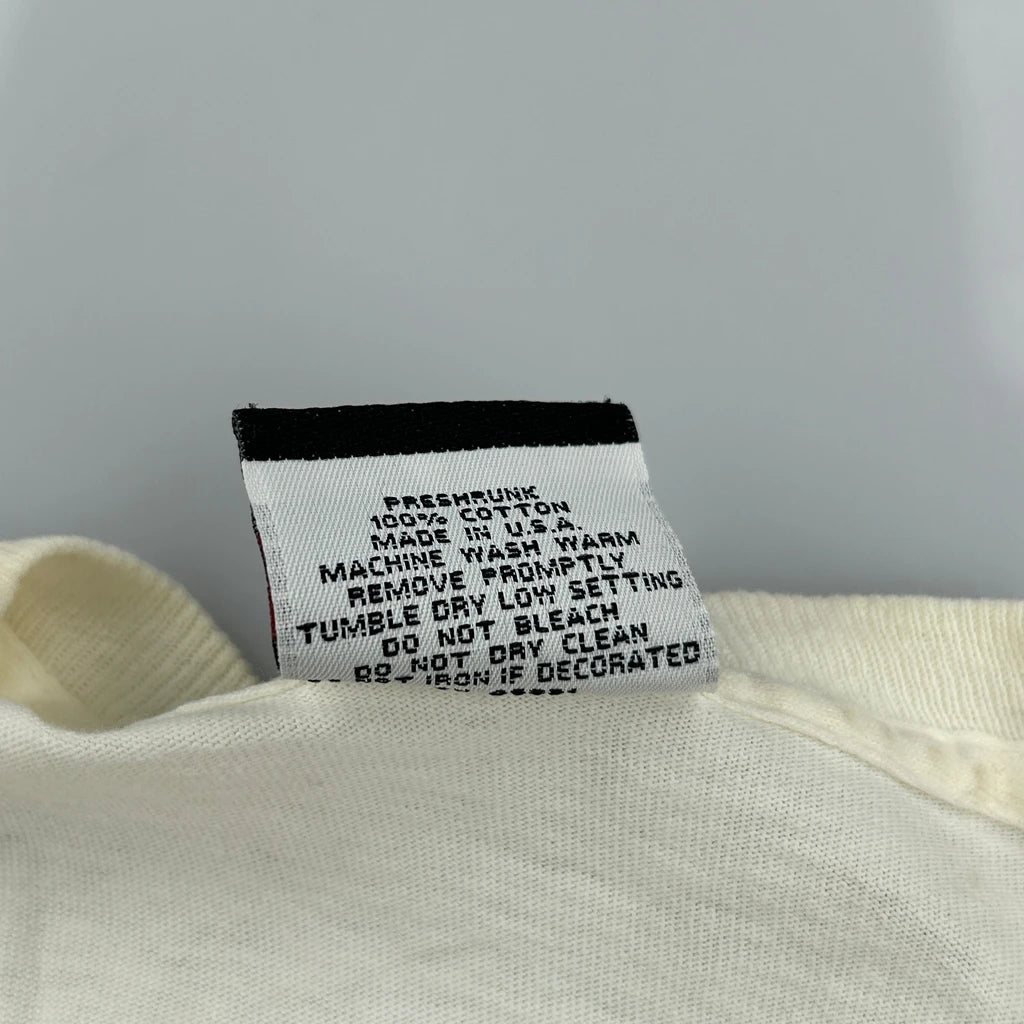 PRESHRUNK
100% COTTON
MADE IN U.S.A.
MACHINE WASH WARM
REMOVE PROMPTLY
TUMBLE DRY LOW SETTING
DO NOT BLEACH
DO NOT DRY CLEAN
IRON IF DECORATED